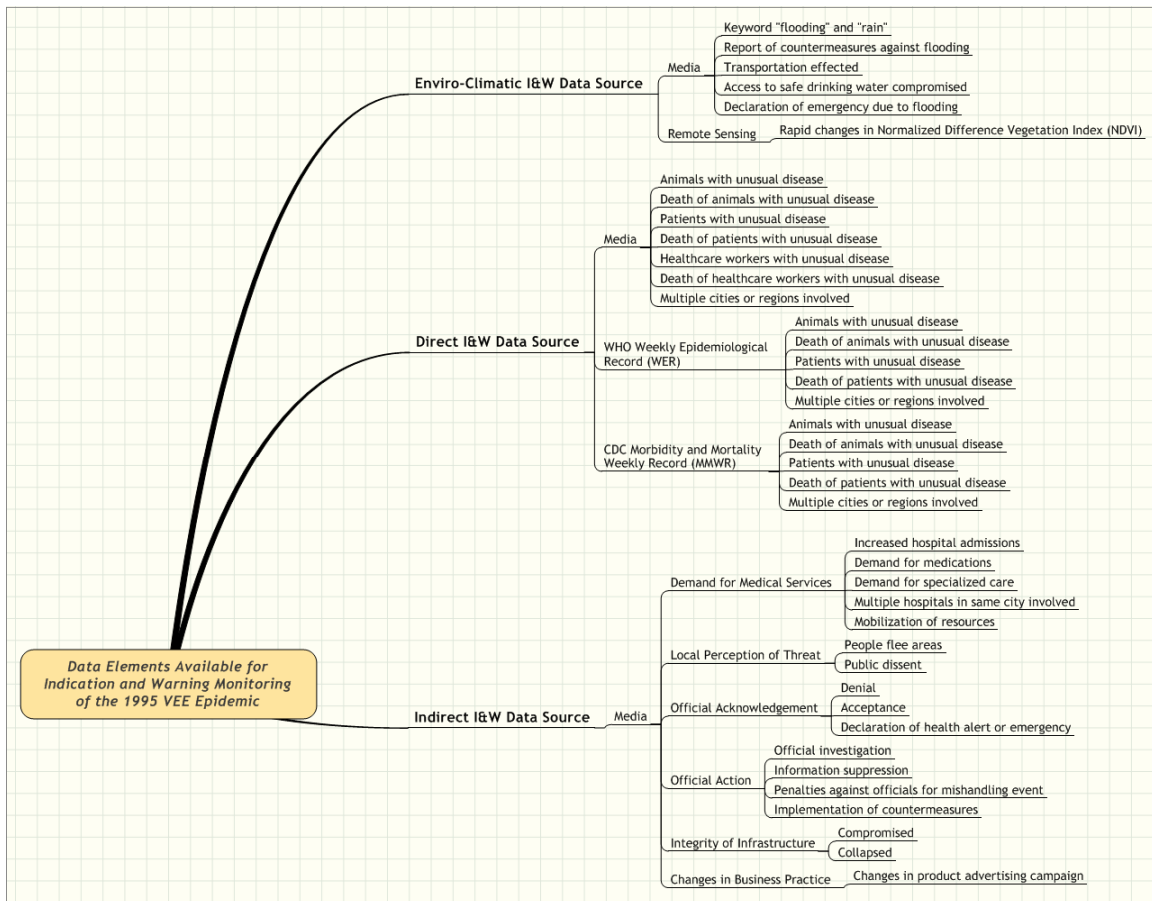 Data Elements Available for
Indication and Warning Monitoring
of the 1995 VEE Epidemic
Enviro-Climatic I&W Data Source
Media
Keyword "flooding" and "rain"
Report of countermeasures against flooding
Transportation effected
Access to safe drinking water compromised
Declaration of emergency due to flooding
Remote Sensing
Rapid changes in Normalized Difference Vegetation Index (NDVI)
Direct I&W Data Source
Media
Animals with unusual disease
Death of animals with unusual disease
Patients with unusual disease
Death of patients with unusual disease
Healthcare workers with unusual disease
Death of healthcare workers with unusual disease
Multiple cities or regions involved
WHO Weekly Epidemiological
Record (WER)
Animals with unusual disease
Death of animals with unusual disease
Patients with unusual disease
Death of patients with unusual disease
Multiple cities or regions involved
CDC Morbidity and Mortality
Weekly Record (MMWR)
Animals with unusual disease
Death of animals with unusual disease
Patients with unusual disease
Death of patients with unusual disease
Multiple cities or regions involved
Indirect I&W Data Source
Media
Demand for Medical Services
Increased hospital admissions
Demand for medications
Demand for specialized care
Multiple hospitals in same city involved
Mobilization of resources
Local Perception of Threat
People flee areas
Public dissent
Official Acknowledgement
Denial
Acceptance
Declaration of health alert or emergency
Official Action
Official investigation
Information suppression
Penalties against officials for mishandling event
Implementation of countermeasures
Integrity of Infrastructure
Compromised
Collapsed
Changes in Business Practice
Changes in product advertising campaign